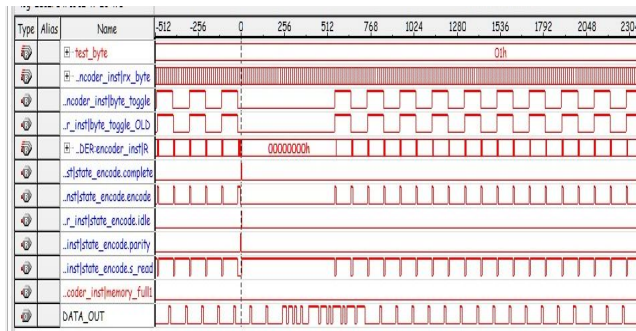 Type Alias Name -512 -256 0 256 512 768 1024 1280 1536 1792 2048 2304
test_byte 01h
..ncoder_inst|rx_byte
..ncoder_inst|byte_toggle
..r_inst|byte_toggle_OLD
..DER:encoder_inst|R 00000000h
..st|state_encode.complete
..nst|state_encode.encode
..r_inst|state_encode.idle
..inst|state_encode.parity
..inst|state_encode.s_read
..coder_inst|memory_full1
DATA_OUT